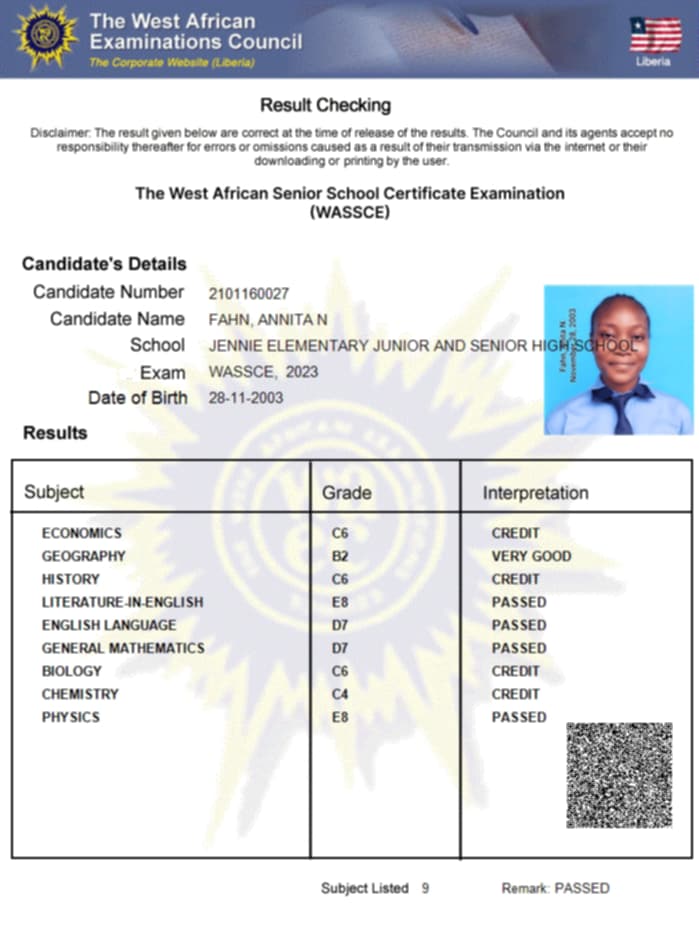 The West African
Examinations Council
The Corporate Website (Liberia)
Liberia
Result Checking
Disclaimer: The result given below are correct at the time of release of the results. The Council and its agents accept no
responsibility thereafter for errors or omissions caused as a result of their transmission via the internet or their
downloading or printing by the user.
The West African Senior School Certificate Examination
(WASSCE)
Candidate's Details
Candidate Number 2101160027
Candidate Name FAHN, ANNITA N
School JENNIE ELEMENTARY JUNIOR AND SENIOR HIGH SCHOOL
Exam WASSCE, 2023
Date of Birth 28-11-2003
Fahn, N
28, 2003
Results
Subject Grade Interpretation
ECONOMICS C6 CREDIT
GEOGRAPHY B2 VERY GOOD
HISTORY C6 CREDIT
LITERATURE-IN-ENGLISH E8 PASSED
ENGLISH LANGUAGE D7 PASSED
GENERAL MATHEMATICS D7 PASSED
BIOLOGY C6 CREDIT
CHEMISTRY C4 CREDIT
PHYSICS E8 PASSED
Subject Listed 9 Remark: PASSED